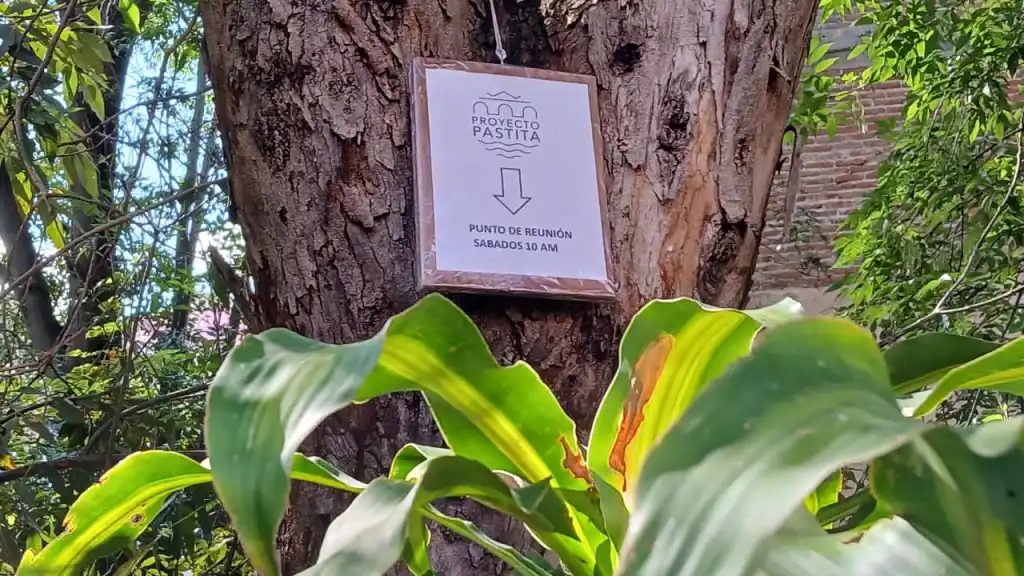 PROYECTO
PASTITA
PUNTO DE REUNIÓN
SABADOS 10 AM